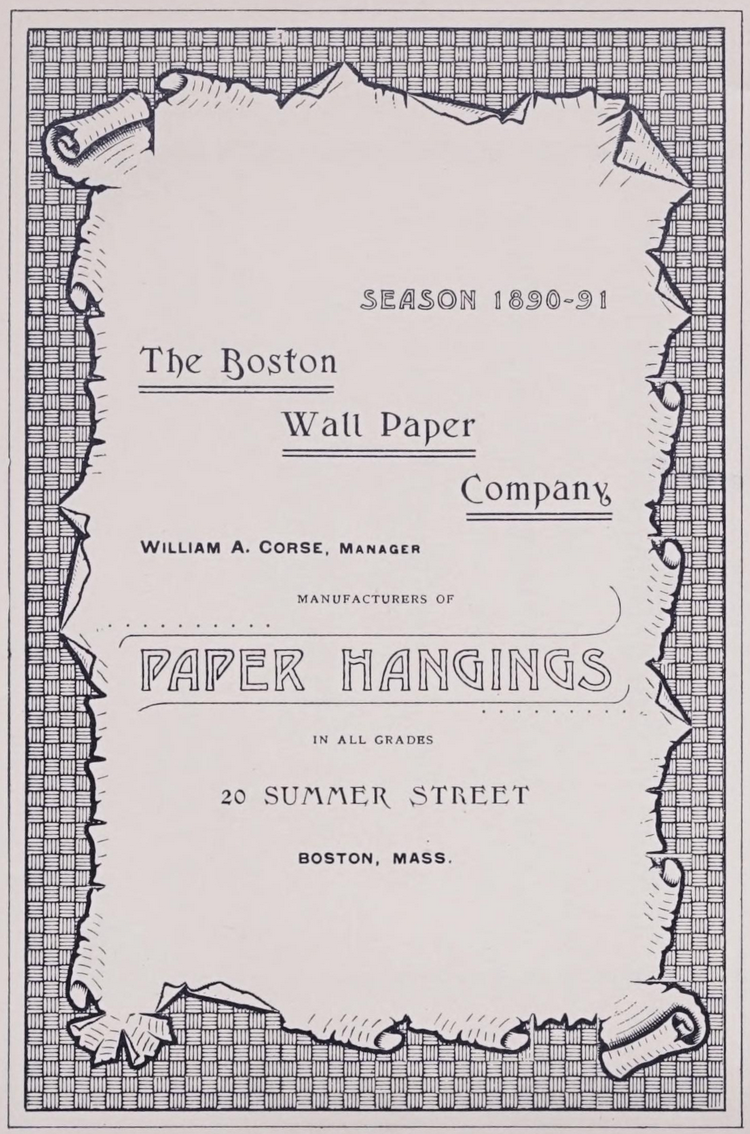 SEASON 1890-91
The Boston
Wall Paper
Company,
WILLIAM A. CORSE, MANAGER
MANUFACTURERS OF
PAPER HANGINGS
IN ALL GRADES
20 SUMMER STREET
BOSTON, MASS.